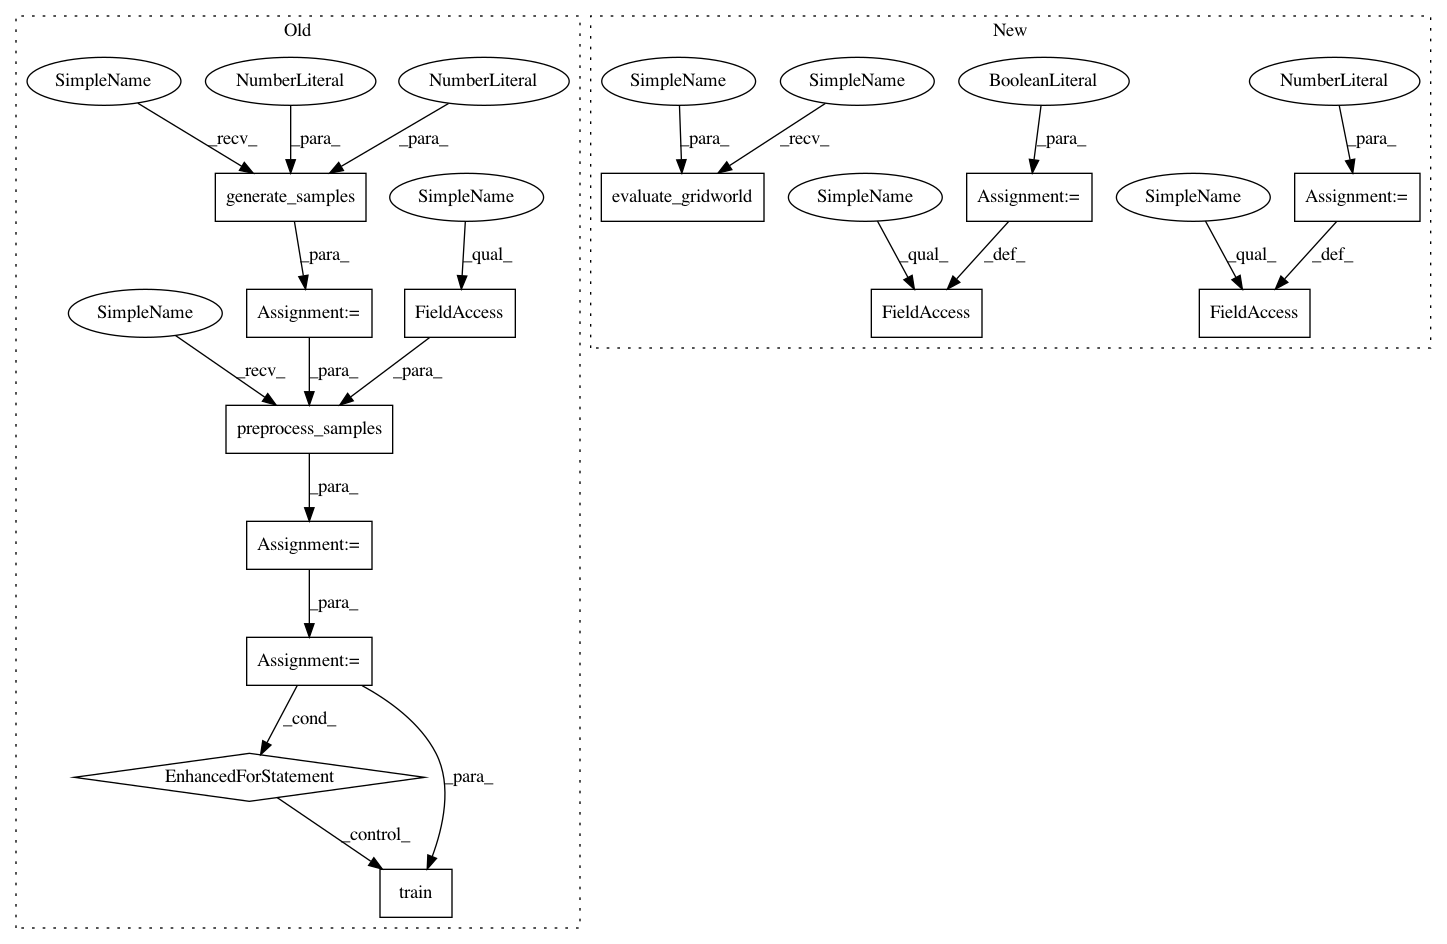 Old
New
SimpleName
NumberLiteral
NumberLiteral
SimpleName
SimpleName
BooleanLiteral
NumberLiteral
_recv_
_para_
_para_
_para_
_recv_
_para_
_para_
generate_samples
SimpleName
evaluate_gridworld
SimpleName
Assignment:=
SimpleName
Assignment:=
_para_
_qual_
_qual_
_def_
_qual_
_def_
SimpleName
Assignment:=
FieldAccess
FieldAccess
FieldAccess
_recv_
_para_
_para_
preprocess_samples
_para_
Assignment:=
_para_
Assignment:=
_cond_
EnhancedForStatement
_para_
_control_
train